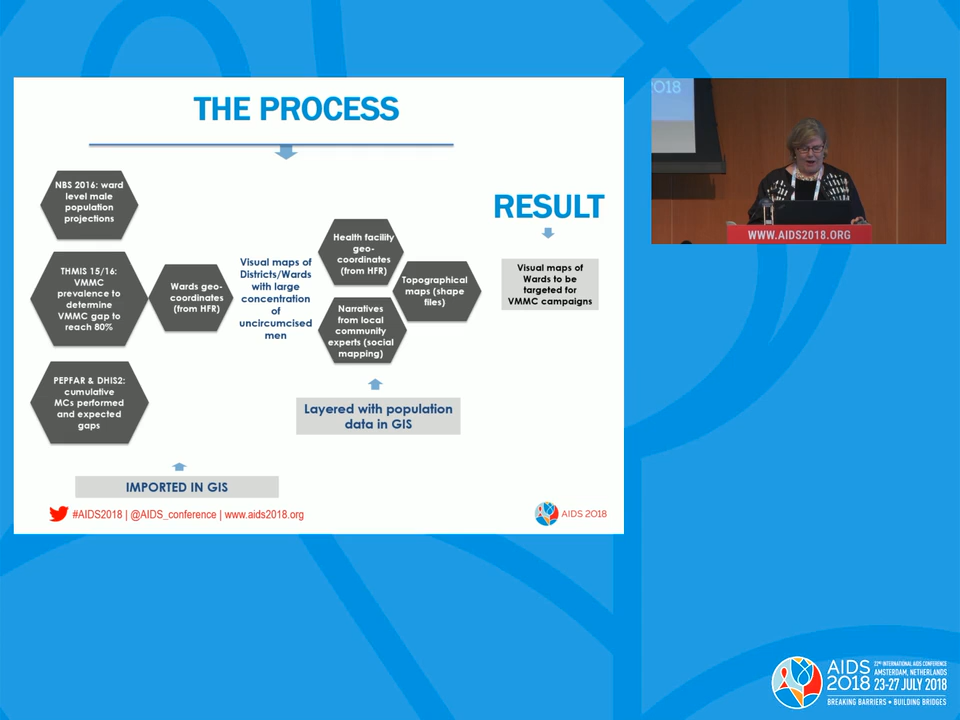 THE PROCESS
NBS 2016: ward
level male
population
projections
THMIS 15/16:
VMMC
prevalence to
determine
VMMC gap to
reach 80%
PEPFAR & DHIS2:
cumulative
MCs performed
and expected
gaps
Wards geo-
coordinates
(from HFR)
IMPORTED IN GIS
Visual maps of
Districts/Wards
with large
concentration
of
uncircumcised
men
Health facility
geo-
coordinates
(from HFR)
Topographical
maps (shape
files)
Narratives
from local
community
experts (social
mapping)
Layered with population
data in GIS
RESULT
Visual maps of
Wards to be
targeted for
VMMC campaigns
#AIDS2018 | @AIDS_conference | www.aids2018.org
AIDS 2018
2018
WWW.AIDS2018.ORG
AIDS
2018
22ND INTERNATIONAL AIDS CONFERENCE
AMSTERDAM, NETHERLANDS
23-27 JULY 2018
BREAKING BARRIERS • BUILDING BRIDGES